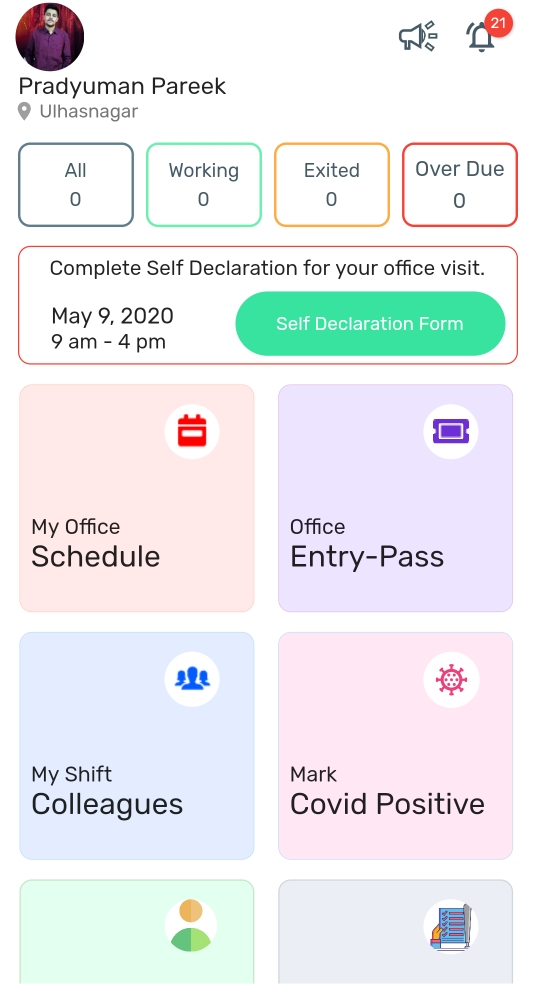 21
Pradyuman Pareek
Ulhasnagar
All
0
Working
0
Exited
0
Over Due
0
Complete Self Declaration for your office visit.
May 9, 2020
9 am - 4 pm
Self Declaration Form
My Office
Schedule
Office
Entry-Pass
My Shift
Colleagues
Mark
Covid Positive